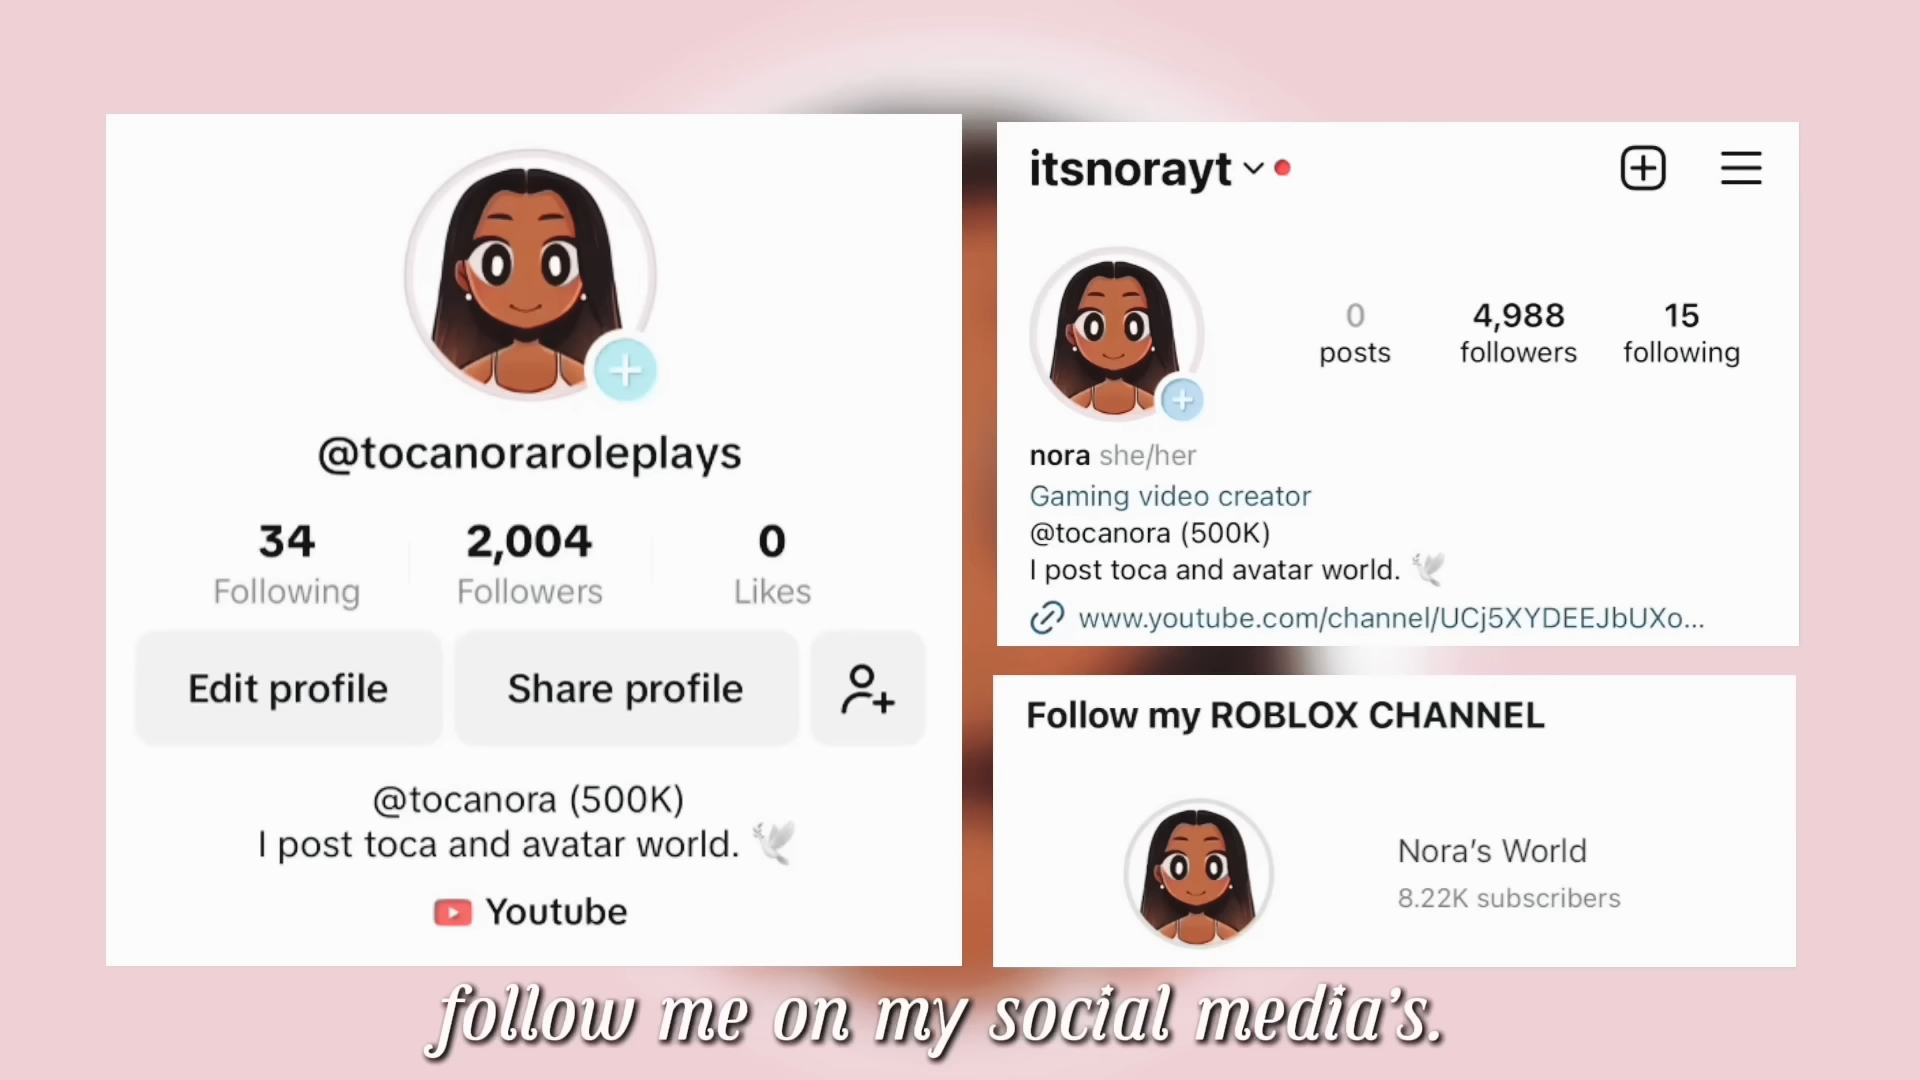 @tocanoraroleplays
34 2,004 0
Following Followers Likes
Edit profile Share profile
@tocanora (500K)
I post toca and avatar world. 🕊️
Youtube
itsnorayt
0 4,988 15
posts followers following
nora she/her
Gaming video creator
@tocanora (500K)
I post toca and avatar world. 🕊️
www.youtube.com/channel/UCj5XYDEEJbUXo...
Follow my ROBLOX CHANNEL
Nora’s World
8.22K subscribers
follow me on my social media’s.